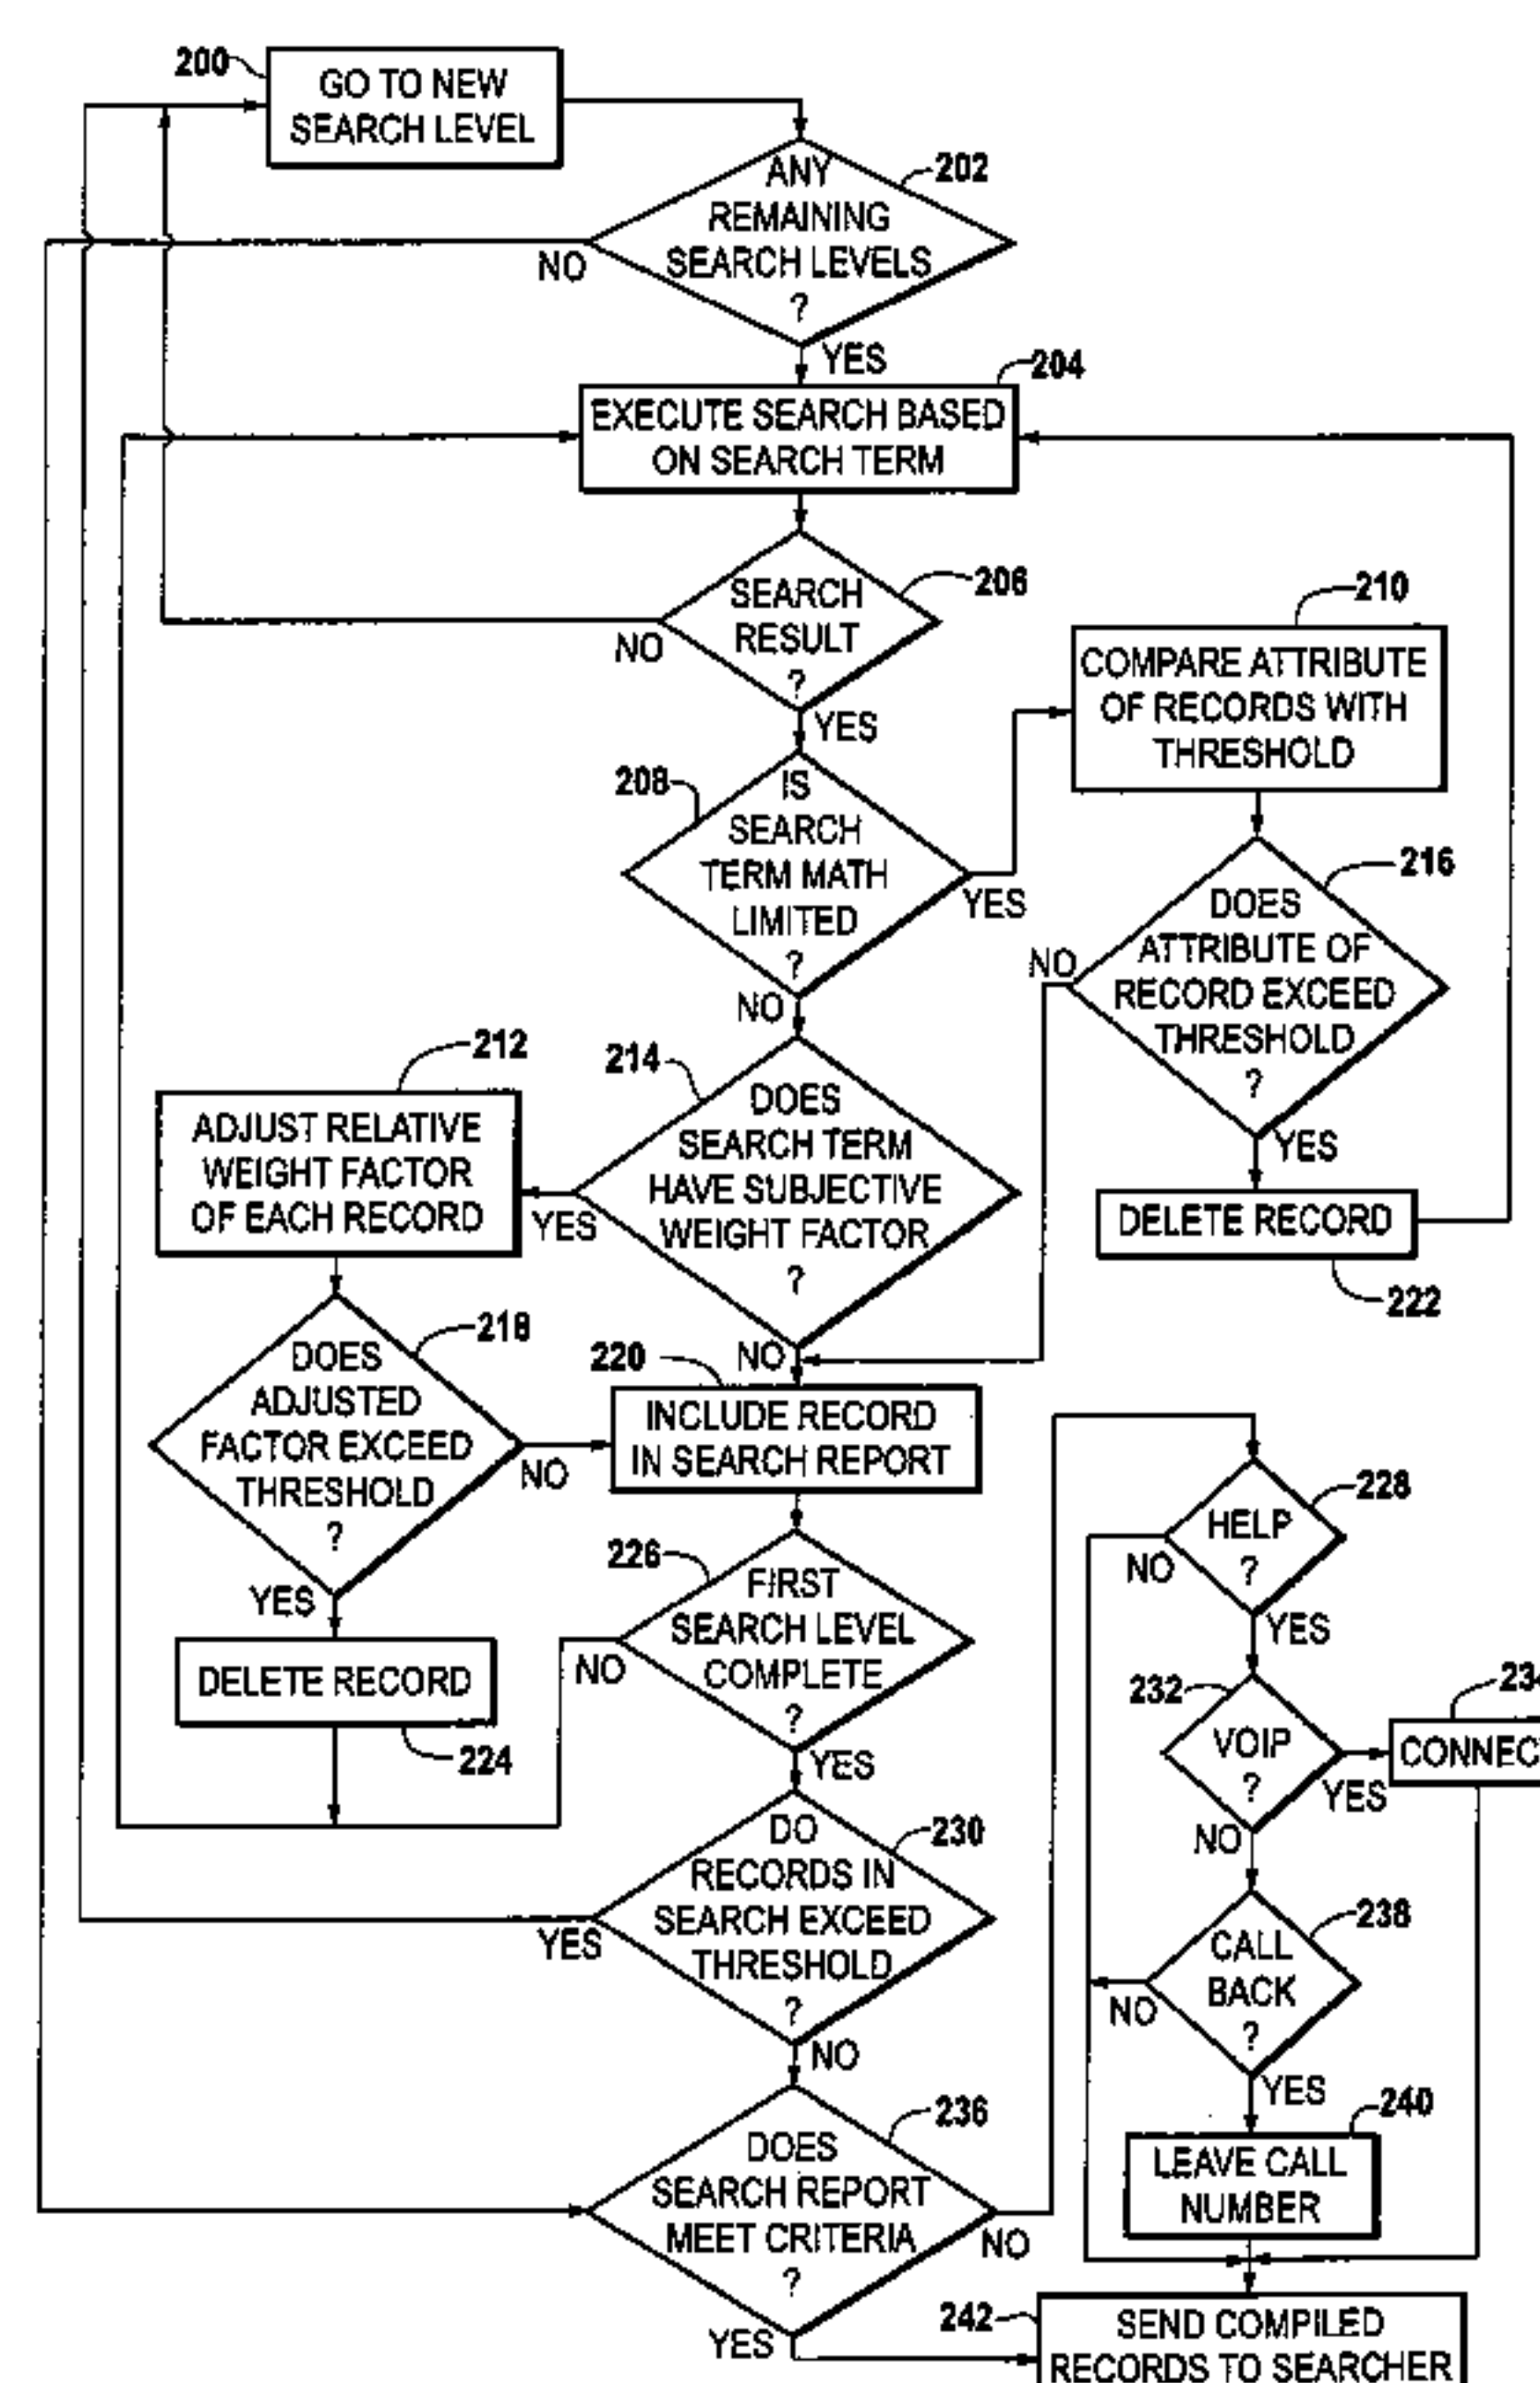 200
GO TO NEW
SEARCH LEVEL
202
ANY
REMAINING
SEARCH LEVELS
?
NO
YES
204
EXECUTE SEARCH BASED
ON SEARCH TERM
206
SEARCH
RESULT
?
NO
YES
210
COMPARE ATTRIBUTE
OF RECORDS WITH
THRESHOLD
208
IS
SEARCH
TERM MATH
LIMITED
?
YES
NO
216
DOES
ATTRIBUTE OF
RECORD EXCEED
THRESHOLD
?
NO
YES
DELETE RECORD
222
212
ADJUST RELATIVE
WEIGHT FACTOR
OF EACH RECORD
214
DOES
SEARCH TERM
HAVE SUBJECTIVE
WEIGHT FACTOR
?
YES
NO
218
DOES
ADJUSTED
FACTOR EXCEED
THRESHOLD
?
NO
YES
220
INCLUDE RECORD
IN SEARCH REPORT
DELETE RECORD
224
226
FIRST
SEARCH LEVEL
COMPLETE
?
NO
YES
228
HELP
?
NO
YES
232
VOIP
?
YES
NO
CONNEC
230
DO
RECORDS IN
SEARCH EXCEED
THRESHOLD
?
YES
NO
238
CALL
BACK
?
NO
YES
240
LEAVE CALL
NUMBER
236
DOES
SEARCH REPORT
MEET CRITERIA
?
NO
YES
242
SEND COMPILED
RECORDS TO SEARCHER